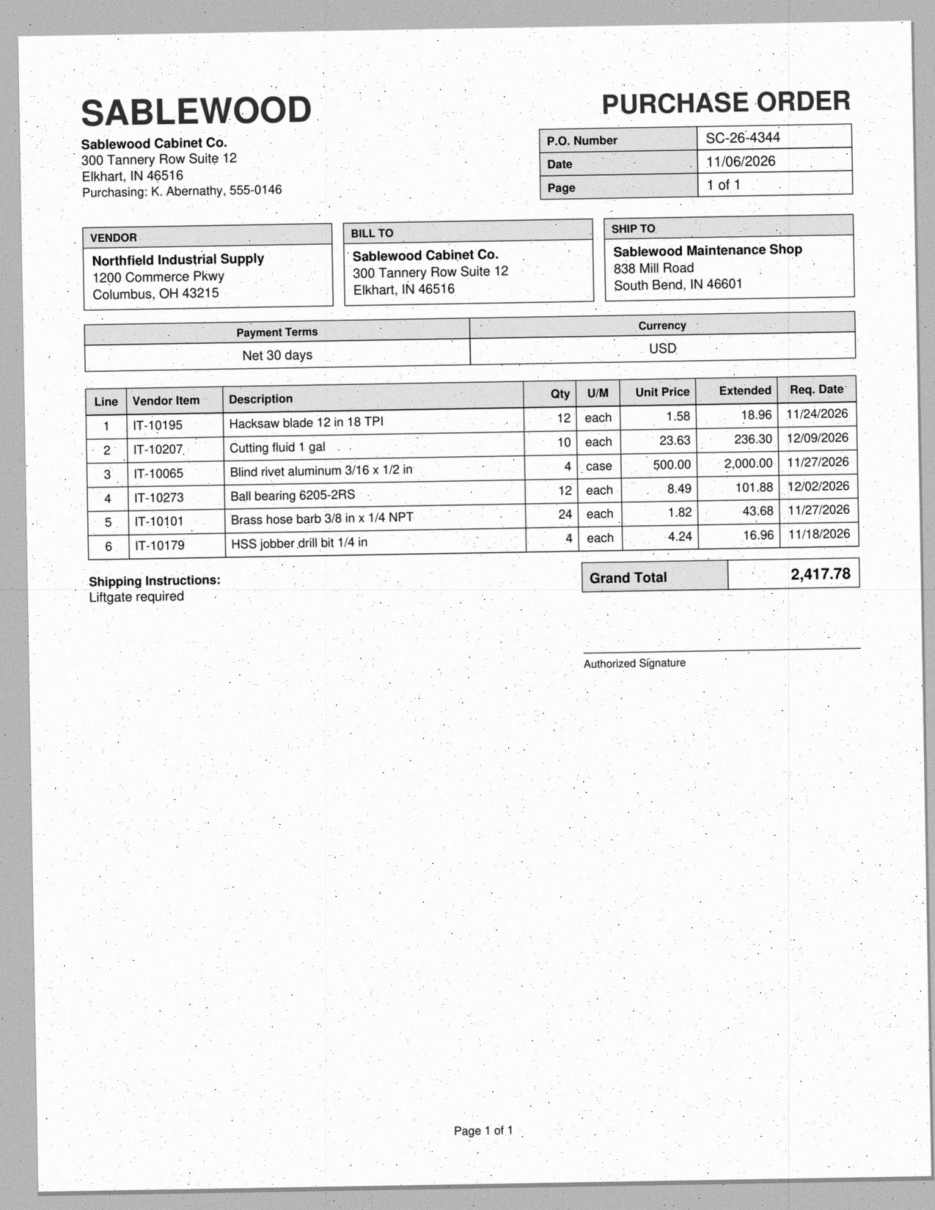 SABLEWOOD
Sablewood Cabinet Co.
300 Tannery Row Suite 12
Elkhart, IN 46516
Purchasing: K. Abernathy, 555-0146
PURCHASE ORDER
P.O. Number SC-26-4344
Date 11/06/2026
Page 1 of 1
VENDOR
Northfield Industrial Supply
1200 Commerce Pkwy
Columbus, OH 43215
BILL TO
Sablewood Cabinet Co.
300 Tannery Row Suite 12
Elkhart, IN 46516
SHIP TO
Sablewood Maintenance Shop
838 Mill Road
South Bend, IN 46601
Payment Terms Currency
Net 30 days USD
Line Vendor Item Description Qty U/M Unit Price Extended Req. Date
1 IT-10195 Hacksaw blade 12 in 18 TPI 12 each 1.58 18.96 11/24/2026
2 IT-10207 Cutting fluid 1 gal 10 each 23.63 236.30 12/09/2026
3 IT-10065 Blind rivet aluminum 3/16 x 1/2 in 4 case 500.00 2,000.00 11/27/2026
4 IT-10273 Ball bearing 6205-2RS 12 each 8.49 101.88 12/02/2026
5 IT-10101 Brass hose barb 3/8 in x 1/4 NPT 24 each 1.82 43.68 11/27/2026
6 IT-10179 HSS jobber drill bit 1/4 in 4 each 4.24 16.96 11/18/2026
Shipping Instructions:
Liftgate required
Grand Total 2,417.78
Authorized Signature
Page 1 of 1